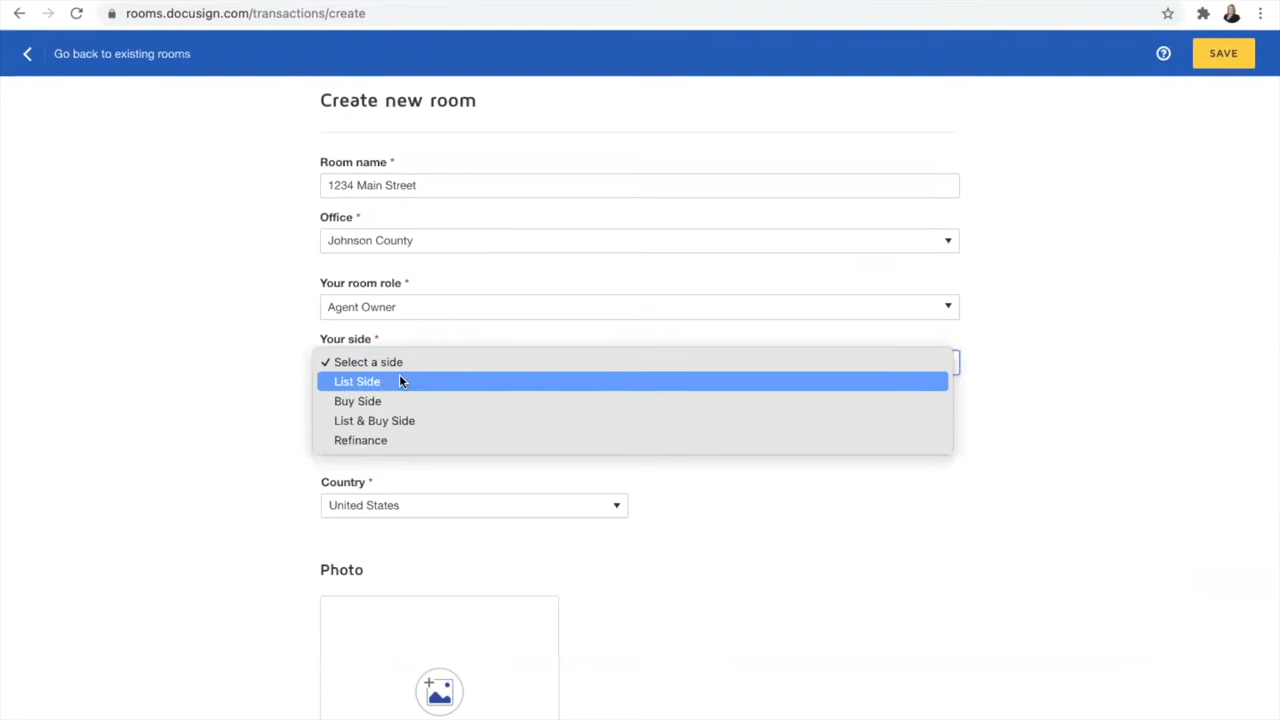 rooms.docusign.com/transactions/create
Go back to existing rooms
SAVE
Create new room
Room name *
1234 Main Street
Office *
Johnson County
Your room role *
Agent Owner
Your side *
✓ Select a side
List Side
Buy Side
List & Buy Side
Refinance
Country *
United States
Photo